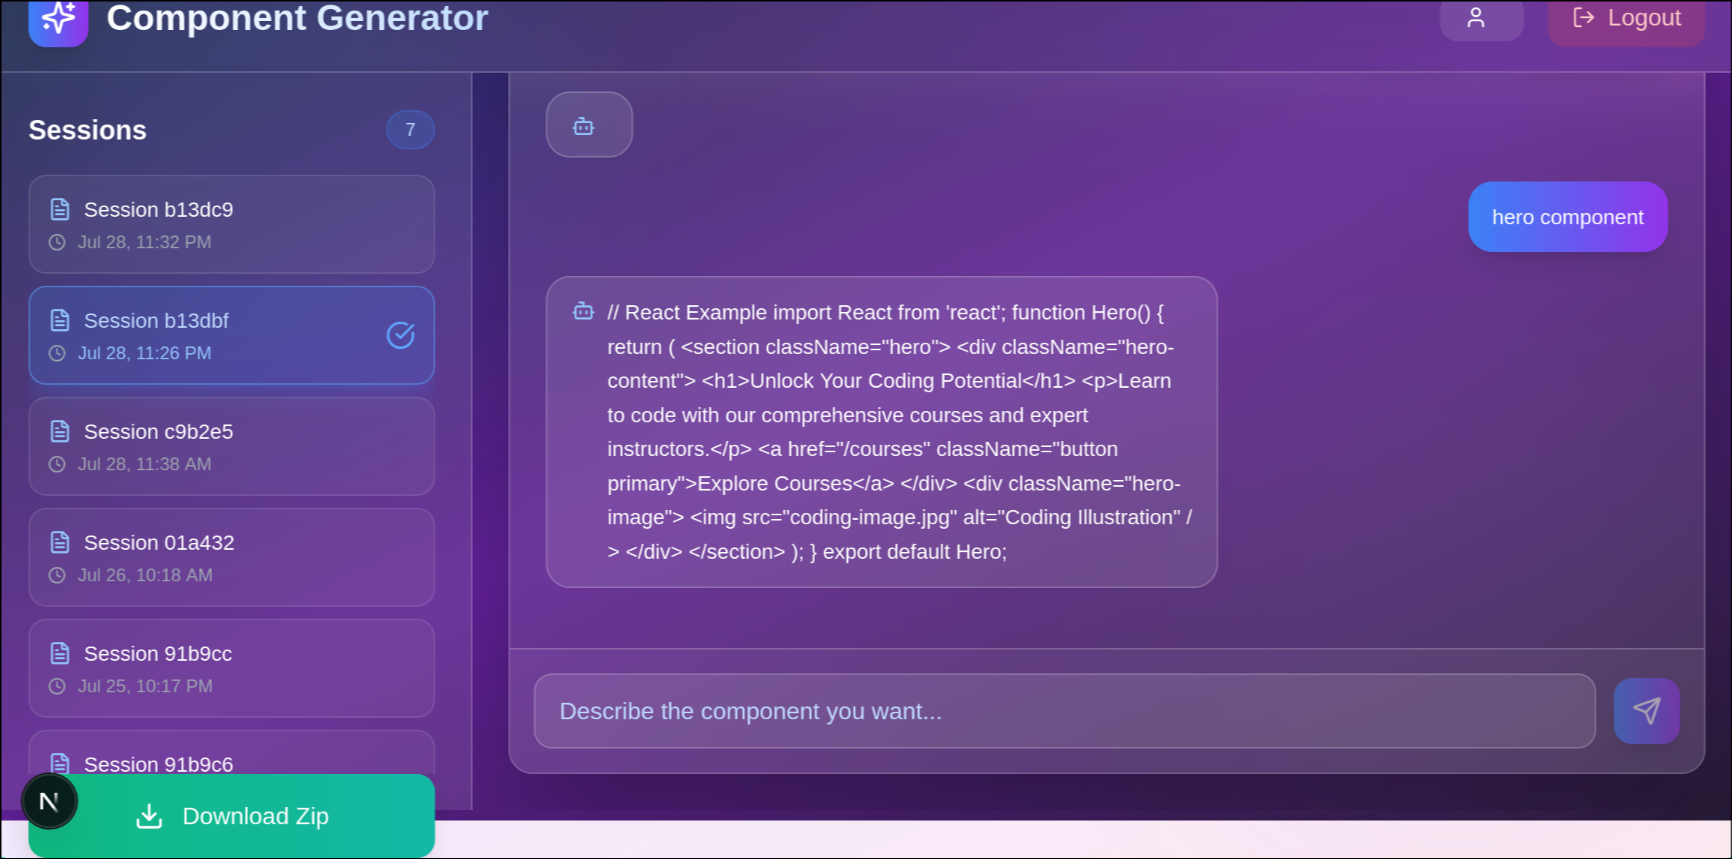 Component Generator
Logout
Sessions
7
Session b13dc9
Jul 28, 11:32 PM
Session b13dbf
Jul 28, 11:26 PM
Session c9b2e5
Jul 28, 11:38 AM
Session 01a432
Jul 26, 10:18 AM
Session 91b9cc
Jul 25, 10:17 PM
Session 91b9c6
N
Download Zip
hero component
// React Example import React from 'react'; function Hero() {
return ( <section className="hero"> <div className="hero-
content"> <h1>Unlock Your Coding Potential</h1> <p>Learn
to code with our comprehensive courses and expert
instructors.</p> <a href="/courses" className="button
primary">Explore Courses</a> </div> <div className="hero-
image"> <img src="coding-image.jpg" alt="Coding Illustration" /
> </div> </section> ); } export default Hero;
Describe the component you want...